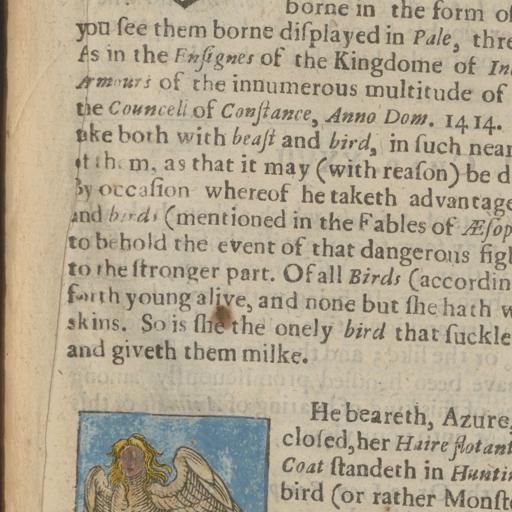 borne in the form of
you ſee them borne diſplayed in Pale, thre
As in the Enſignes of the Kingdome of In
Armours of the innumerous multitude of
the Councell of Conſtance, Anno Dom. 1414.
take both with beaſt and bird, in ſuch near
of them, as that it may (with reaſon) be d
By occaſion whereof he taketh advantage
and birds (mentioned in the Fables of Æſop
to behold the event of that dangerous figh
to the ſtronger part. Of all Birds (accordin
forth young alive, and none but ſhe hath w
skins. So is ſhe the onely bird that ſuckle
and giveth them milke.
He beareth, Azure,
cloſed, her Haire flotant
Coat ſtandeth in Huntin
bird (or rather Monſt